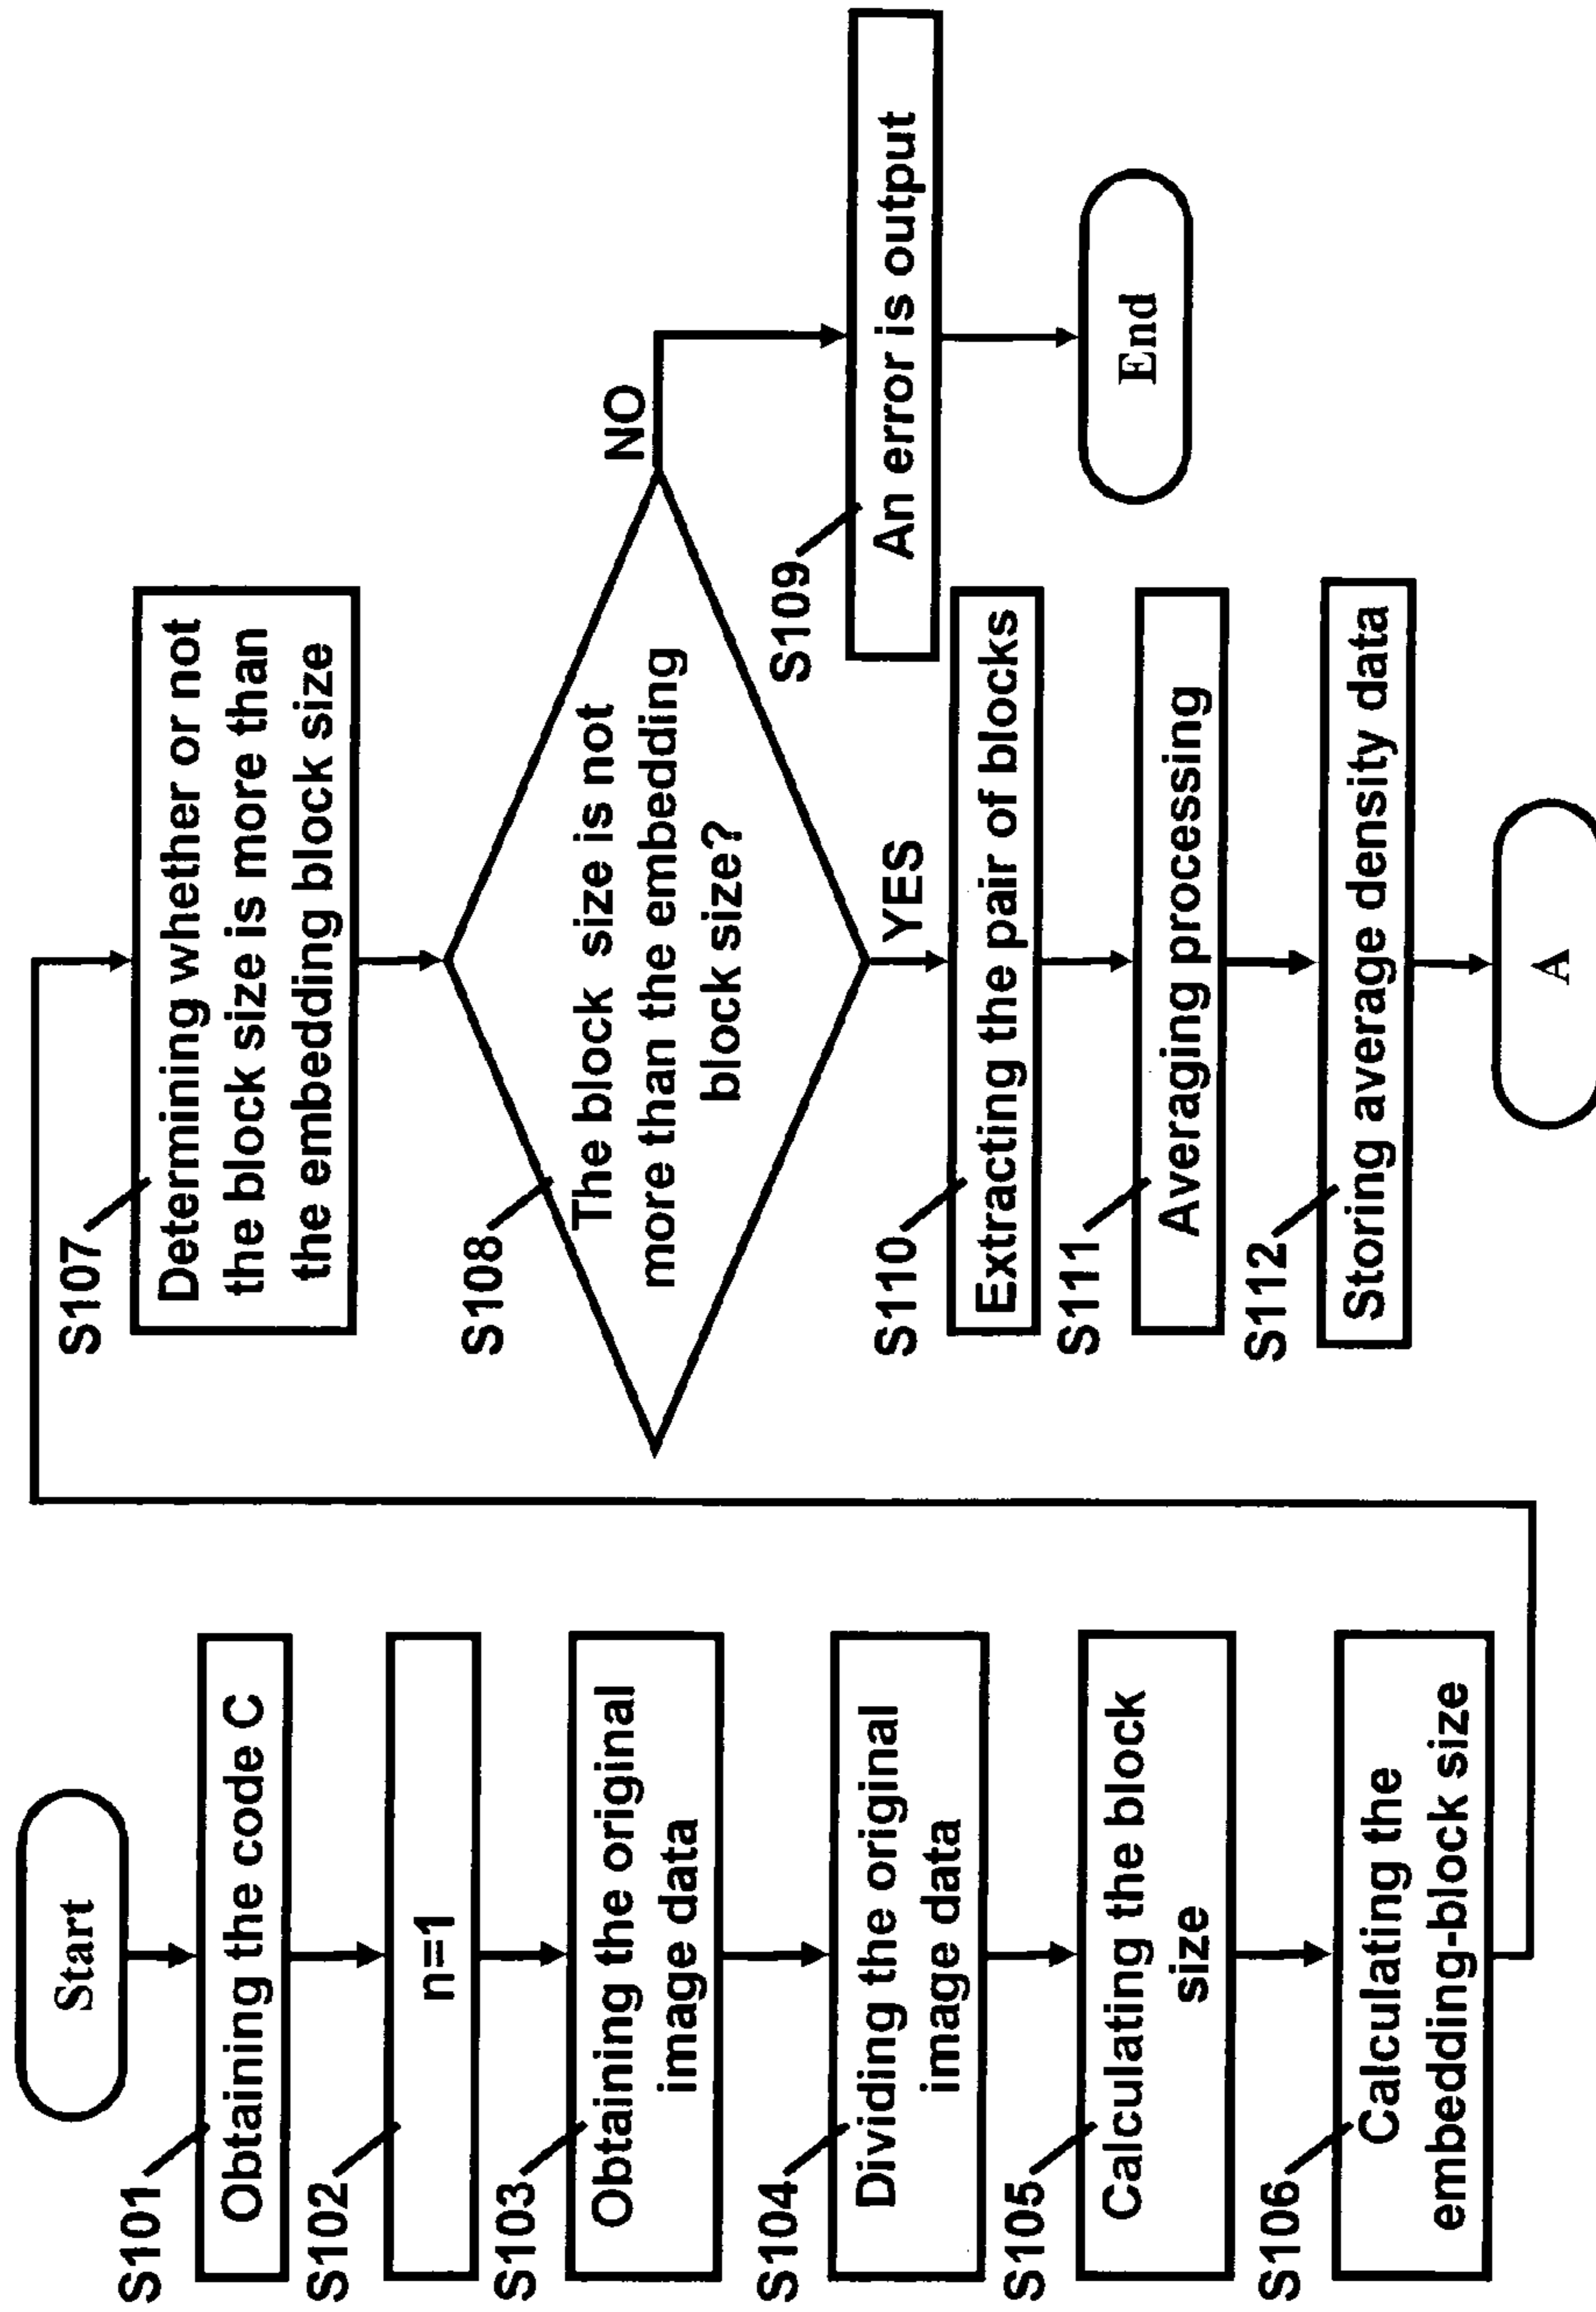 Start
S101
Obtaining the code C
S102
n=1
S103
Obtaining the original
image data
S104
Dividing the original
image data
S105
Calculating the block
size
S106
Calculating the
embedding-block size
S107
Determining whether or not
the block size is more than
the embedding block size
S108
The block size is not
more than the embedding
block size?
NO
S109
An error is output
End
YES
S110
Extracting the pair of blocks
S111
Averaging processing
S112
Storing average density data
A